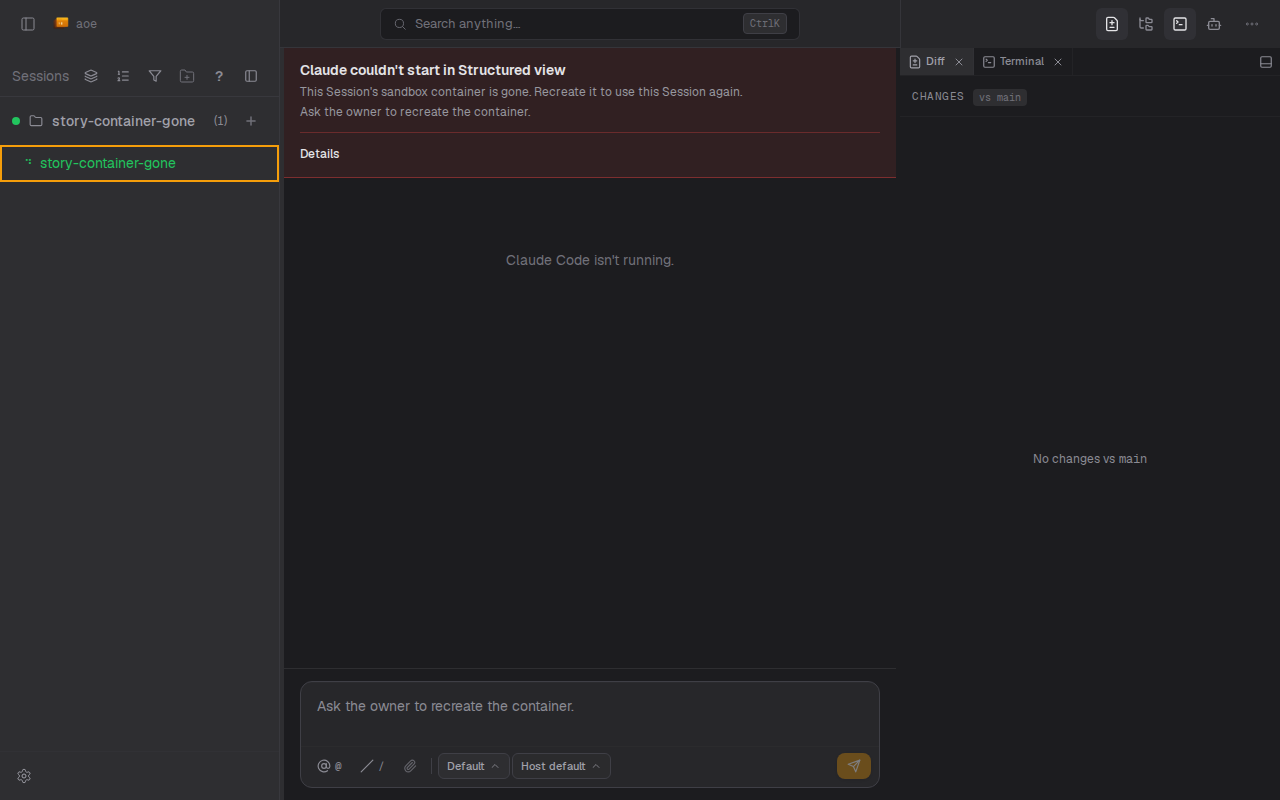 aoe
Search anything...
CtrlK
Sessions
?
story-container-gone (1)
story-container-gone
Claude couldn't start in Structured view
This Session's sandbox container is gone. Recreate it to use this Session again.
Ask the owner to recreate the container.
Details
Claude Code isn't running.
Ask the owner to recreate the container.
@ /
Default
Host default
Diff
Terminal
CHANGES vs main
No changes vs main